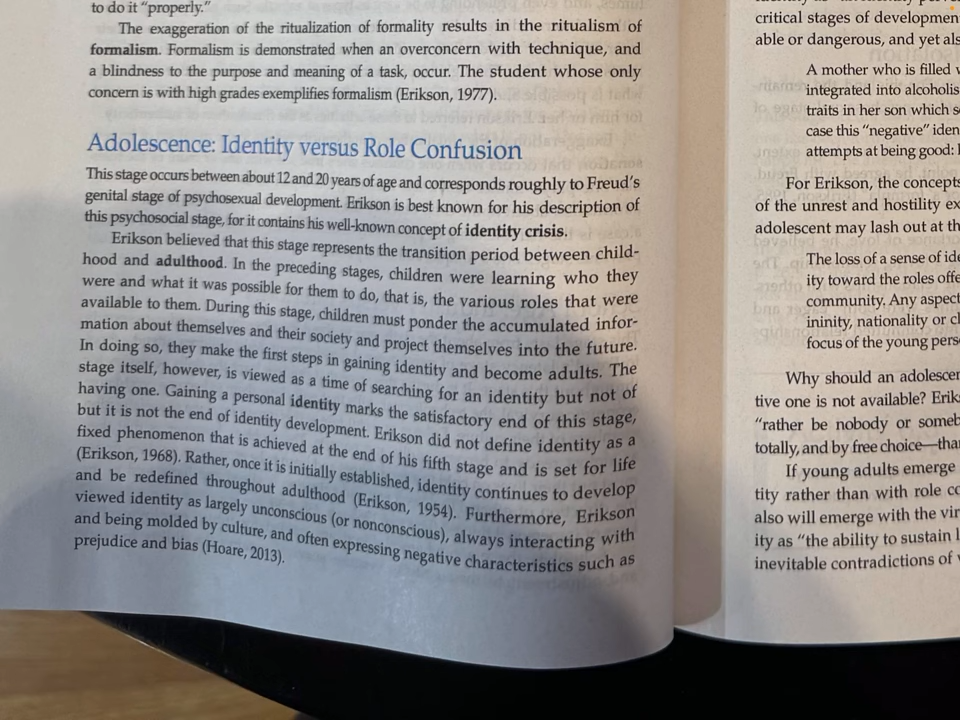 to do it “properly.”
The exaggeration of the ritualization of formality results in the ritualism of
formalism. Formalism is demonstrated when an overconcern with technique, and
a blindness to the purpose and meaning of a task, occur. The student whose only
concern is with high grades exemplifies formalism (Erikson, 1977).
Adolescence: Identity versus Role Confusion
This stage occurs between about 12 and 20 years of age and corresponds roughly to Freud’s
genital stage of psychosexual development. Erikson is best known for his description of
this psychosocial stage, for it contains his well-known concept of identity crisis.
Erikson believed that this stage represents the transition period between child-
hood and adulthood. In the preceding stages, children were learning who they
were and what it was possible for them to do, that is, the various roles that were
available to them. During this stage, children must ponder the accumulated infor-
mation about themselves and their society and project themselves into the future.
In doing so, they make the first steps in gaining identity and become adults. The
stage itself, however, is viewed as a time of searching for an identity but not of
having one. Gaining a personal identity marks the satisfactory end of this stage,
but it is not the end of identity development. Erikson did not define identity as a
fixed phenomenon that is achieved at the end of his fifth stage and is set for life
(Erikson, 1968). Rather, once it is initially established, identity continues to develop
and be redefined throughout adulthood (Erikson, 1954). Furthermore, Erikson
viewed identity as largely unconscious (or nonconscious), always interacting with
and being molded by culture, and often expressing negative characteristics such as
prejudice and bias (Hoare, 2013).
critical stages of developmen
able or dangerous, and yet als
A mother who is filled
integrated into alcoholis
traits in her son which s
case this “negative” iden
attempts at being good:
For Erikson, the concepts
of the unrest and hostility ex
adolescent may lash out at th
The loss of a sense of ide
ity toward the roles offe
community. Any aspect
ininity, nationality or cl
focus of the young pers
Why should an adolescen
tive one is not available? Erik
“rather be nobody or someb
totally, and by free choice—tha
If young adults emerge
tity rather than with role co
also will emerge with the vir
ity as “the ability to sustain l
inevitable contradictions of